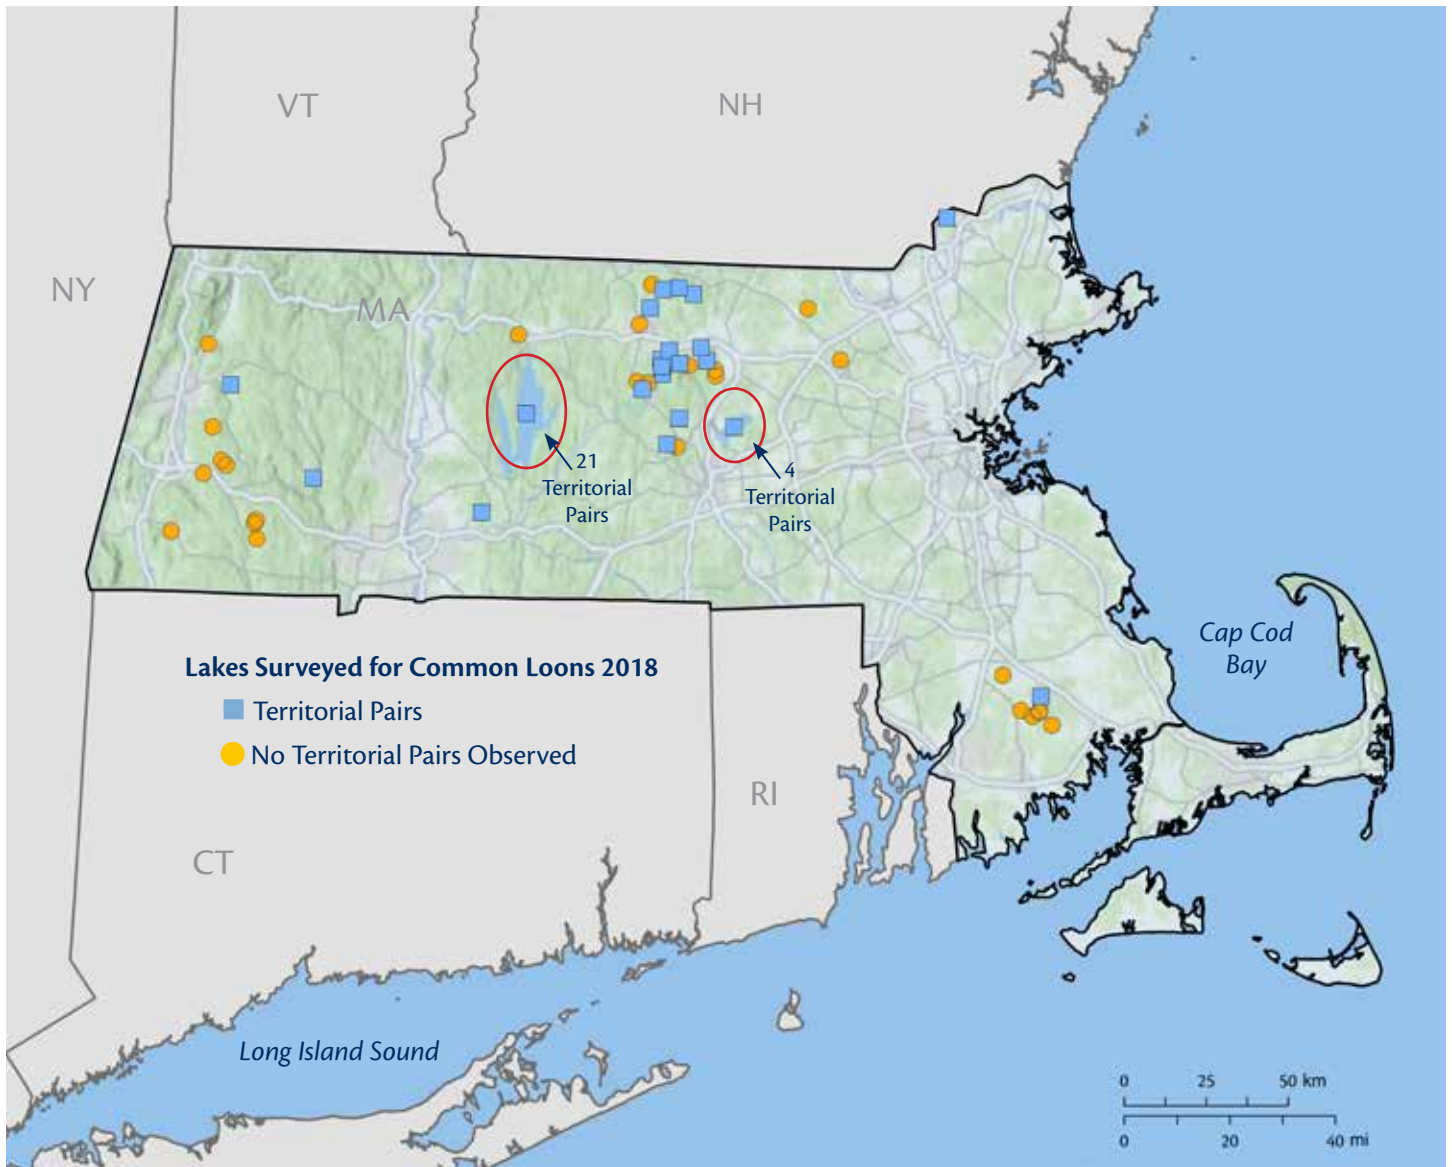 VT
NH
NY
MA
21
Territorial
Pairs
4
Territorial
Pairs
Cap Cod
Bay
Lakes Surveyed for Common Loons 2018
Territorial Pairs
No Territorial Pairs Observed
RI
CT
Long Island Sound
0 25 50 km
0 20 40 mi